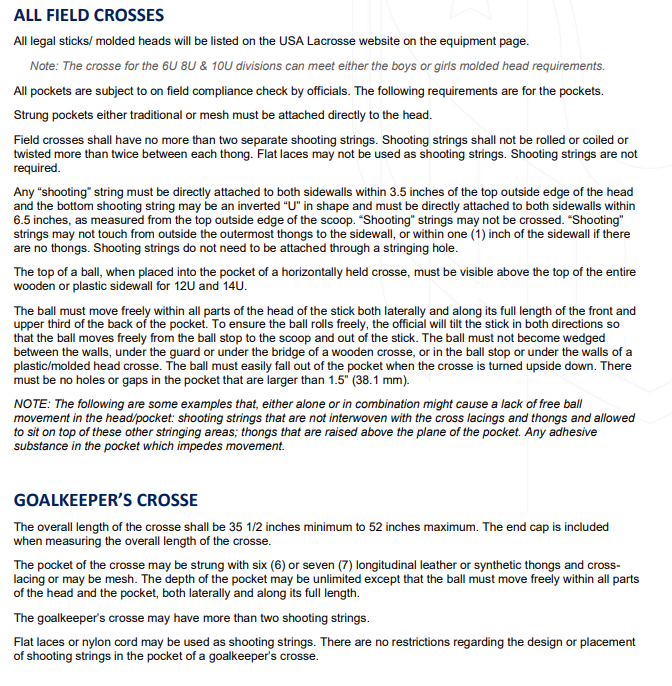 ALL FIELD CROSSES
All legal sticks/ molded heads will be listed on the USA Lacrosse website on the equipment page.
Note: The crosse for the 6U 8U & 10U divisions can meet either the boys or girls molded head requirements.
All pockets are subject to on field compliance check by officials. The following requirements are for the pockets.
Strung pockets either traditional or mesh must be attached directly to the head.
Field crosses shall have no more than two separate shooting strings. Shooting strings shall not be rolled or coiled or
twisted more than twice between each thong. Flat laces may not be used as shooting strings. Shooting strings are not
required.
Any “shooting” string must be directly attached to both sidewalls within 3.5 inches of the top outside edge of the head
and the bottom shooting string may be an inverted “U” in shape and must be directly attached to both sidewalls within
6.5 inches, as measured from the top outside edge of the scoop. “Shooting” strings may not be crossed. “Shooting”
strings may not touch from outside the outermost thongs to the sidewall, or within one (1) inch of the sidewall if there
are no thongs. Shooting strings do not need to be attached through a stringing hole.
The top of a ball, when placed into the pocket of a horizontally held crosse, must be visible above the top of the entire
wooden or plastic sidewall for 12U and 14U.
The ball must move freely within all parts of the head of the stick both laterally and along its full length of the front and
upper third of the back of the pocket. To ensure the ball rolls freely, the official will tilt the stick in both directions so
that the ball moves freely from the ball stop to the scoop and out of the stick. The ball must not become wedged
between the walls, under the guard or under the bridge of a wooden crosse, or in the ball stop or under the walls of a
plastic/molded head crosse. The ball must easily fall out of the pocket when the crosse is turned upside down. There
must be no holes or gaps in the pocket that are larger than 1.5” (38.1 mm).
NOTE: The following are some examples that, either alone or in combination might cause a lack of free ball
movement in the head/pocket: shooting strings that are not interwoven with the cross lacings and thongs and allowed
to sit on top of these other stringing areas; thongs that are raised above the plane of the pocket. Any adhesive
substance in the pocket which impedes movement.
GOALKEEPER’S CROSSE
The overall length of the crosse shall be 35 1/2 inches minimum to 52 inches maximum. The end cap is included
when measuring the overall length of the crosse.
The pocket of the crosse may be strung with six (6) or seven (7) longitudinal leather or synthetic thongs and cross-
lacing or may be mesh. The depth of the pocket may be unlimited except that the ball must move freely within all parts
of the head and the pocket, both laterally and along its full length.
The goalkeeper’s crosse may have more than two shooting strings.
Flat laces or nylon cord may be used as shooting strings. There are no restrictions regarding the design or placement
of shooting strings in the pocket of a goalkeeper’s crosse.